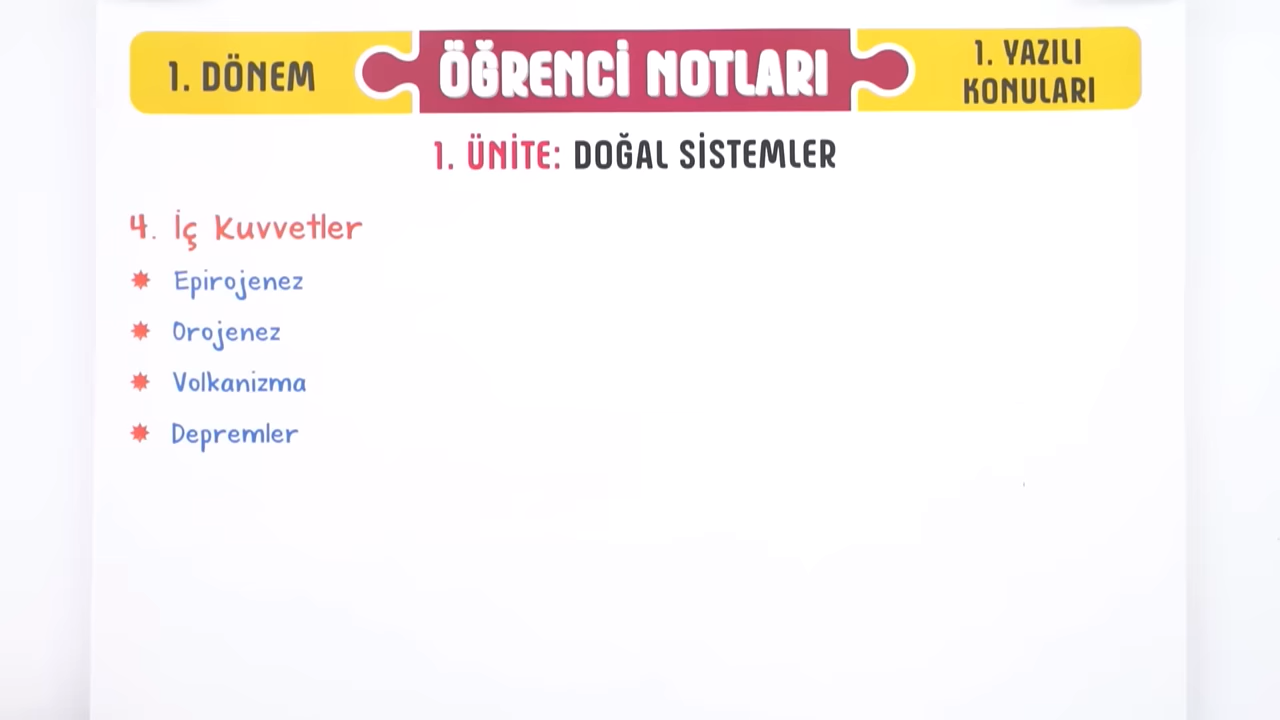 1. DÖNEM
ÖĞRENCİ NOTLARI
1. YAZILI
KONULARI
1. ÜNİTE: DOĞAL SİSTEMLER
4. İç Kuvvetler
Epirojenez
Orojenez
Volkanizma
Depremler